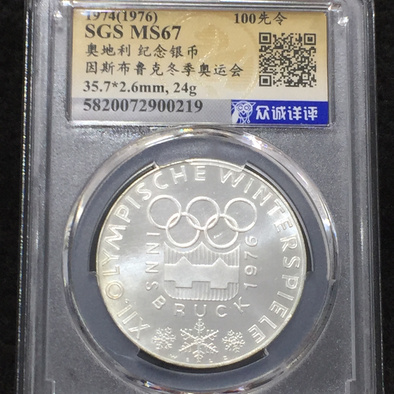 1974(1976) 100先令
SGS MS67
奥地利 纪念银币
因斯布鲁克冬季奥运会
35.7*2.6mm, 24g
5820072900219
众诚详评
XII. OLYMPISCHE WINTERSPIELE
INNSBRUCK 1976